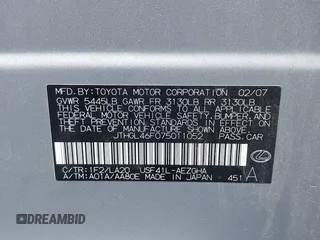 MFD. BY: TOYOTA MOTOR CORPORATION 02/07
GVWR 5445LB GAWR FR 3130LB RR 3130LB
THIS VEHICLE CONFORMS TO ALL APPLICABLE
FEDERAL MOTOR VEHICLE SAFETY, BUMPER, AND
THEFT PREVENTION STANDARDS IN EFFECT ON
THE DATE OF MANUFACTURE SHOWN ABOVE.
JTHGL46F075011052 PASS.CAR
C/TR:1F2/LA20 USF41L-AEZGHA
A/TM:A01A/AA80E MADE IN JAPAN 451
A
DREAMBID